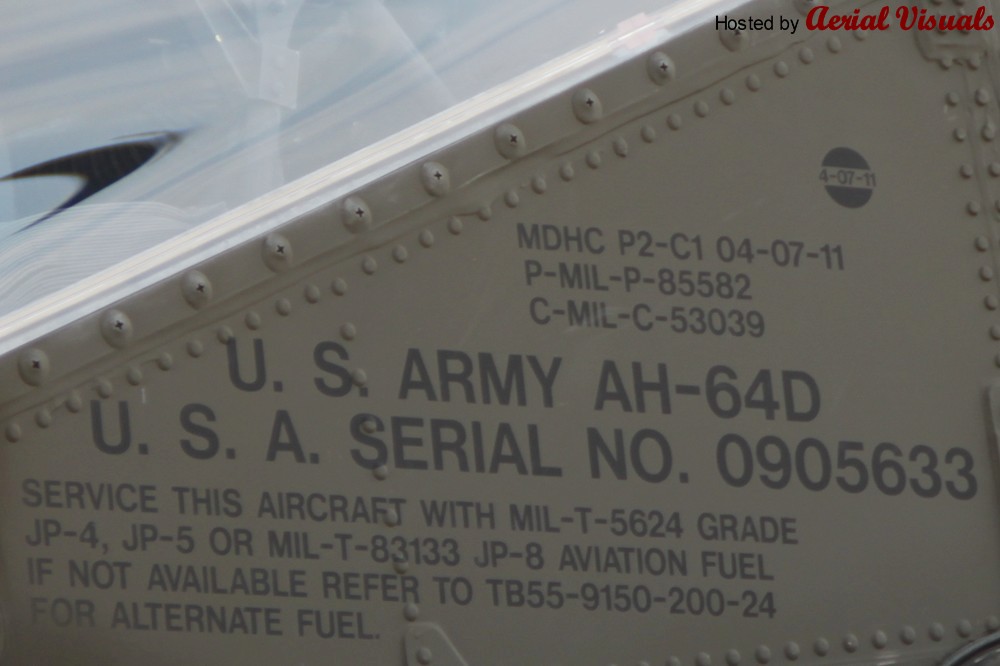 Hosted by Aerial Visuals
4-07-11
MDHC P2-C1 04-07-11
P-MIL-P-85582
C-MIL-C-53039
U. S. ARMY AH-64D
U. S. A. SERIAL NO. 0905633
SERVICE THIS AIRCRAFT WITH MIL-T-5624 GRADE
JP-4, JP-5 OR MIL-T-83133 JP-8 AVIATION FUEL
IF NOT AVAILABLE REFER TO TB55-9150-200-24
FOR ALTERNATE FUEL.